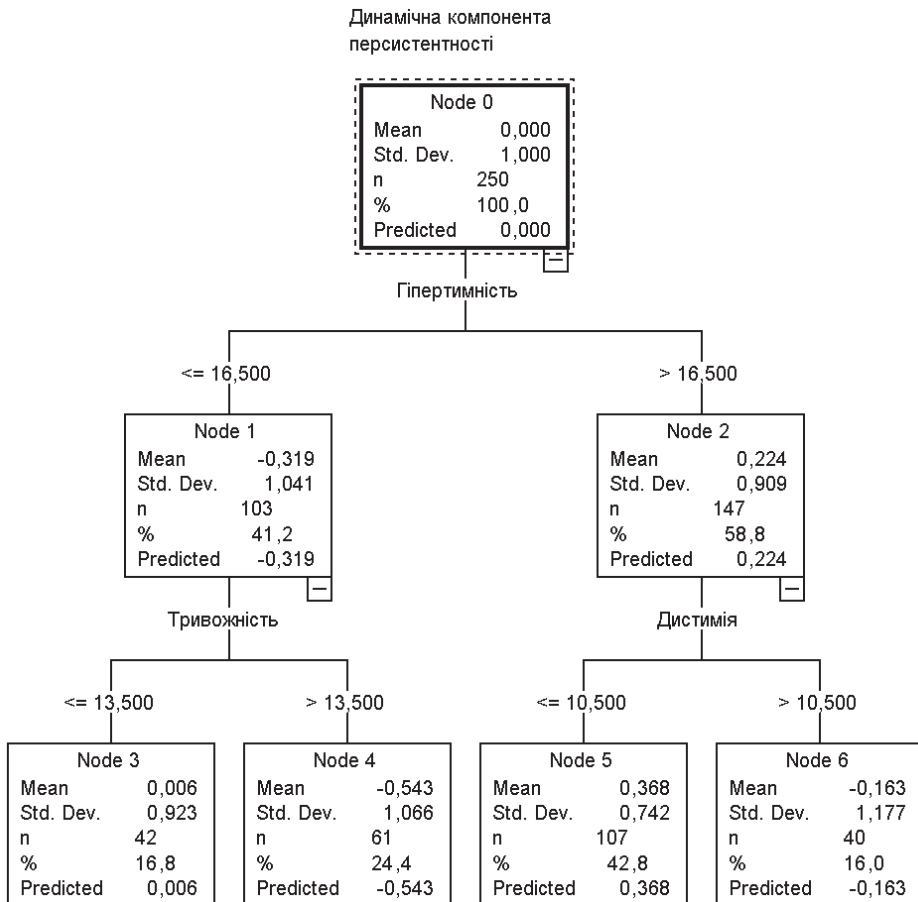 Динамічна компонента
персистентності
Node 0
Mean 0,000
Std. Dev. 1,000
n 250
% 100,0
Predicted 0,000
Гіпертимність
<= 16,500
> 16,500
Node 1
Mean -0,319
Std. Dev. 1,041
n 103
% 41,2
Predicted -0,319
Node 2
Mean 0,224
Std. Dev. 0,909
n 147
% 58,8
Predicted 0,224
Тривожність
Дистимія
<= 13,500
> 13,500
<= 10,500
> 10,500
Node 3
Mean 0,006
Std. Dev. 0,923
n 42
% 16,8
Predicted 0,006
Node 4
Mean -0,543
Std. Dev. 1,066
n 61
% 24,4
Predicted -0,543
Node 5
Mean 0,368
Std. Dev. 0,742
n 107
% 42,8
Predicted 0,368
Node 6
Mean -0,163
Std. Dev. 1,177
n 40
% 16,0
Predicted -0,163